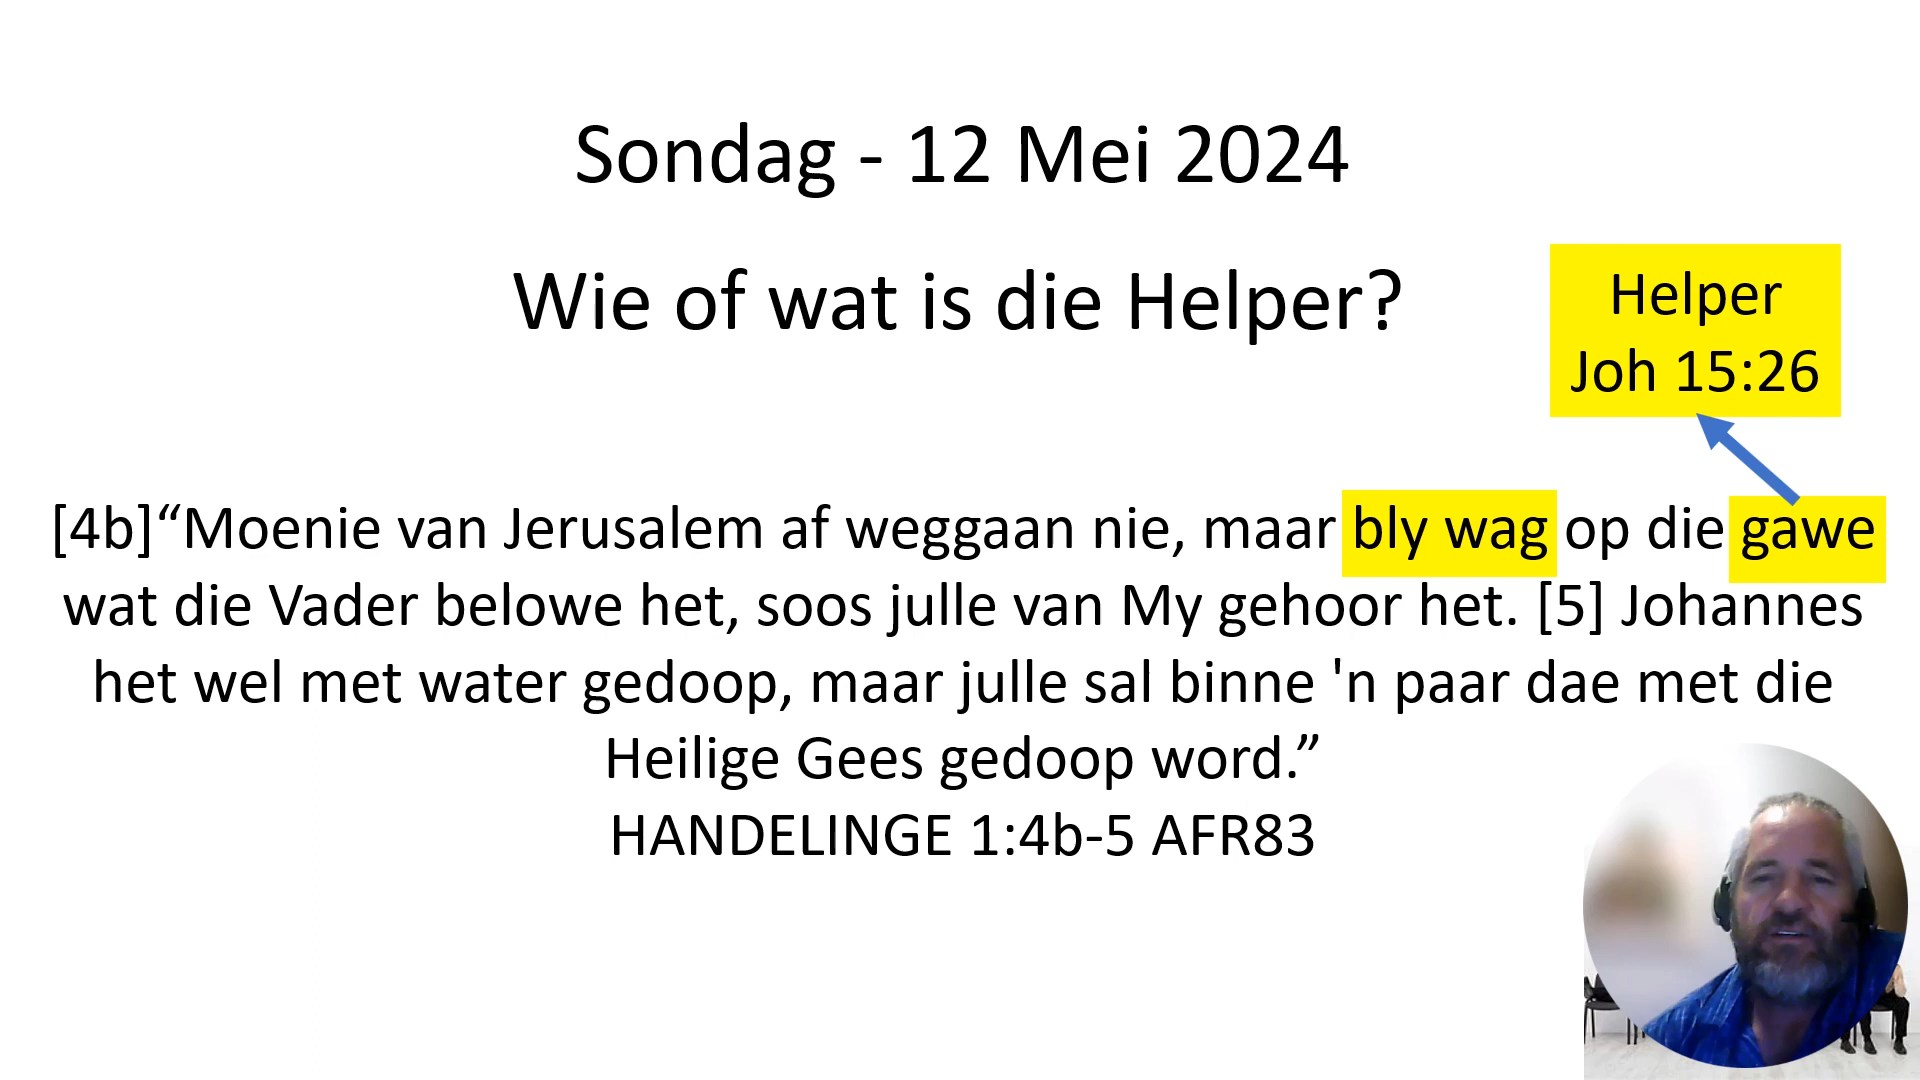 Sondag - 12 Mei 2024
Wie of wat is die Helper?
Helper
Joh 15:26
[4b]“Moenie van Jerusalem af weggaan nie, maar bly wag op die gawe
wat die Vader belowe het, soos julle van My gehoor het. [5] Johannes
het wel met water gedoop, maar julle sal binne 'n paar dae met die
Heilige Gees gedoop word.”
HANDELINGE 1:4b-5 AFR83